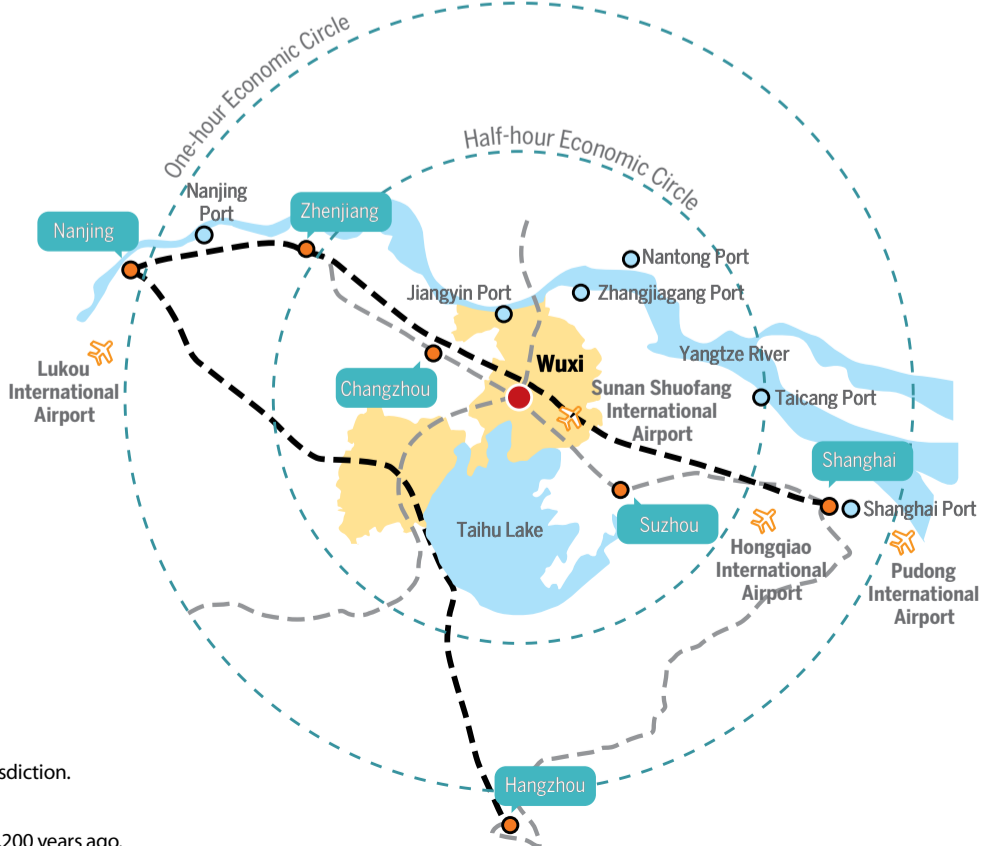 One-hour Economic Circle
Half-hour Economic Circle
Nanjing
Port
Zhenjiang
Nanjing
Nantong Port
Jiangyin Port
Zhangjiagang Port
Wuxi
Yangtze River
Lukou
International
Airport
Changzhou
Sunan Shuofang
International
Airport
Taicang Port
Shanghai
Shanghai Port
Taihu Lake
Suzhou
Hongqiao
International
Airport
Pudong
International
Airport
sdiction.
Hangzhou
200 years ago.